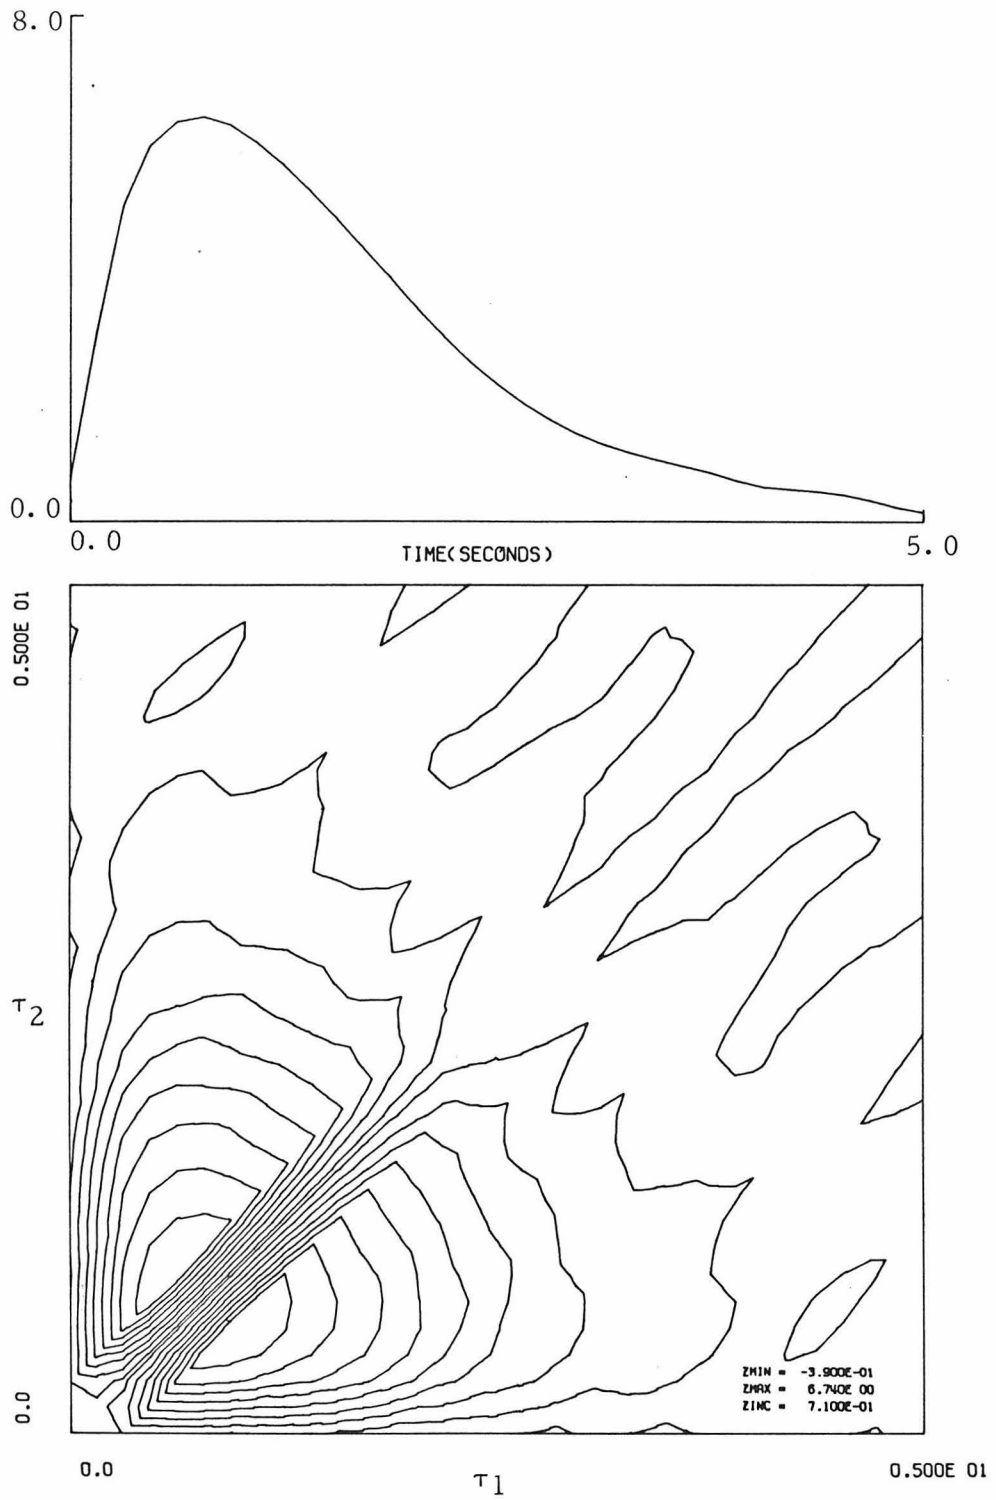 8.0
0.0
0.0
TIME(SECONDS)
5.0
0.500E 01
τ2
0.0
ZMIN = -3.900E-01
ZMAX = 6.740E 00
ZINC = 7.100E-01
0.0
τ1
0.500E 01